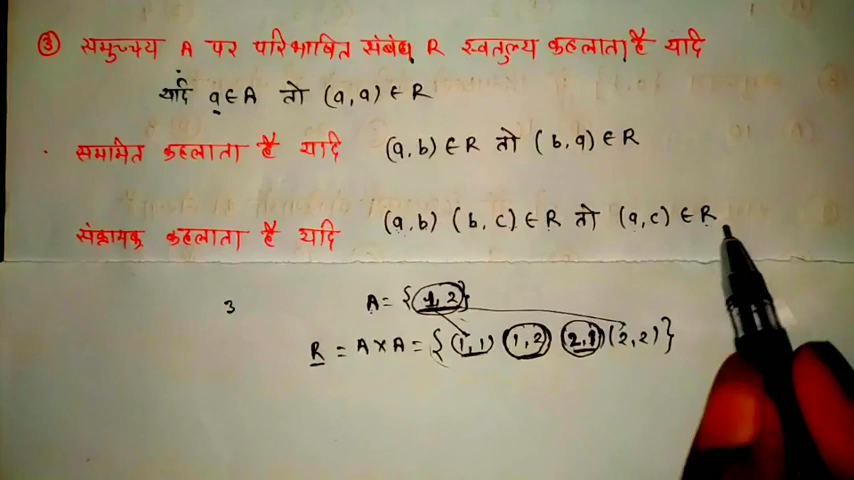 ③ समुच्चय A पर परिभाषित संबंध R स्वतुल्य कहलाता है यदि
यदि a ∈ A तो (a, a) ∈ R
सममित कहलाता है यदि (a, b) ∈ R तो (b, a) ∈ R
संक्रामक कहलाता है यदि (a, b) (b, c) ∈ R तो (a, c) ∈ R
3 A = {1, 2}
R = A × A = {(1, 1) (1, 2) (2, 1) (2, 2)}